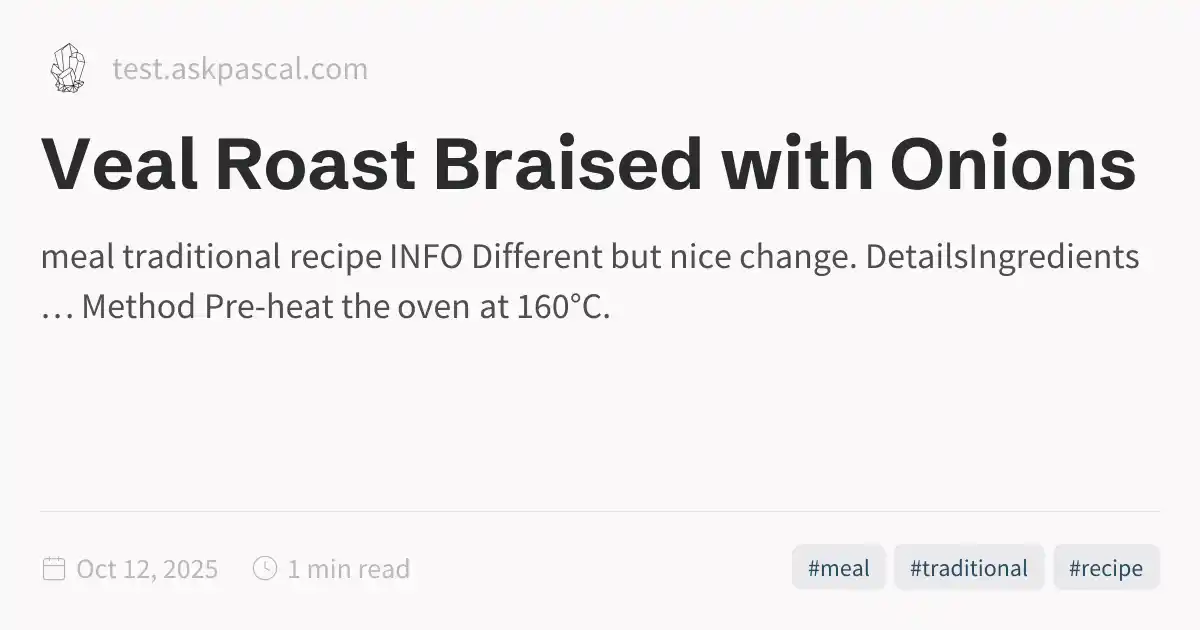 test.askpascal.com
Veal Roast Braised with Onions
meal traditional recipe INFO Different but nice change. DetailsIngredients
… Method Pre-heat the oven at 160°C.
Oct 12, 2025 1 min read #meal #traditional #recipe